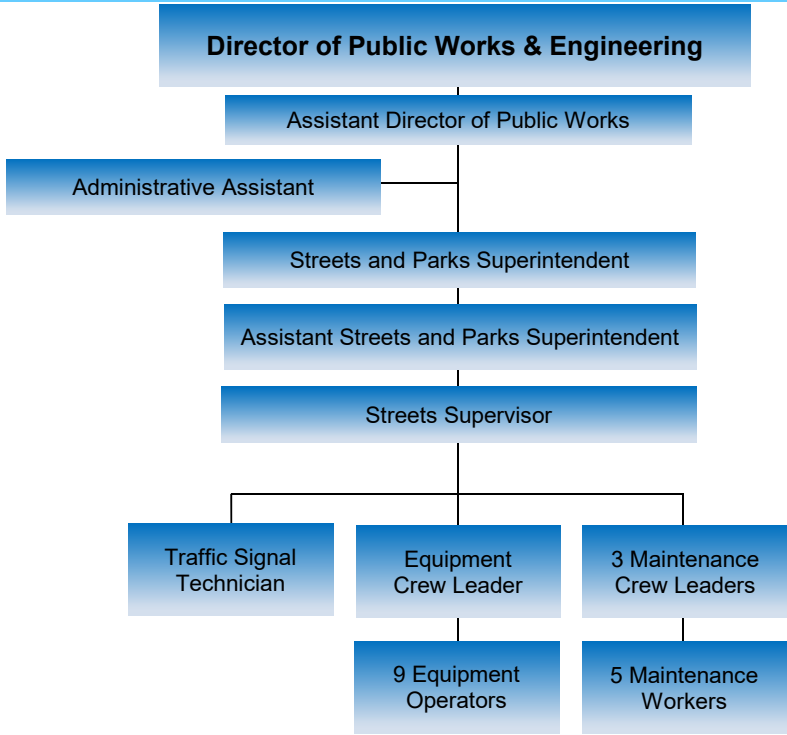 Director of Public Works & Engineering
Assistant Director of Public Works
Administrative Assistant
Streets and Parks Superintendent
Assistant Streets and Parks Superintendent
Streets Supervisor
Traffic Signal
Technician
Equipment
Crew Leader
3 Maintenance
Crew Leaders
9 Equipment
Operators
5 Maintenance
Workers